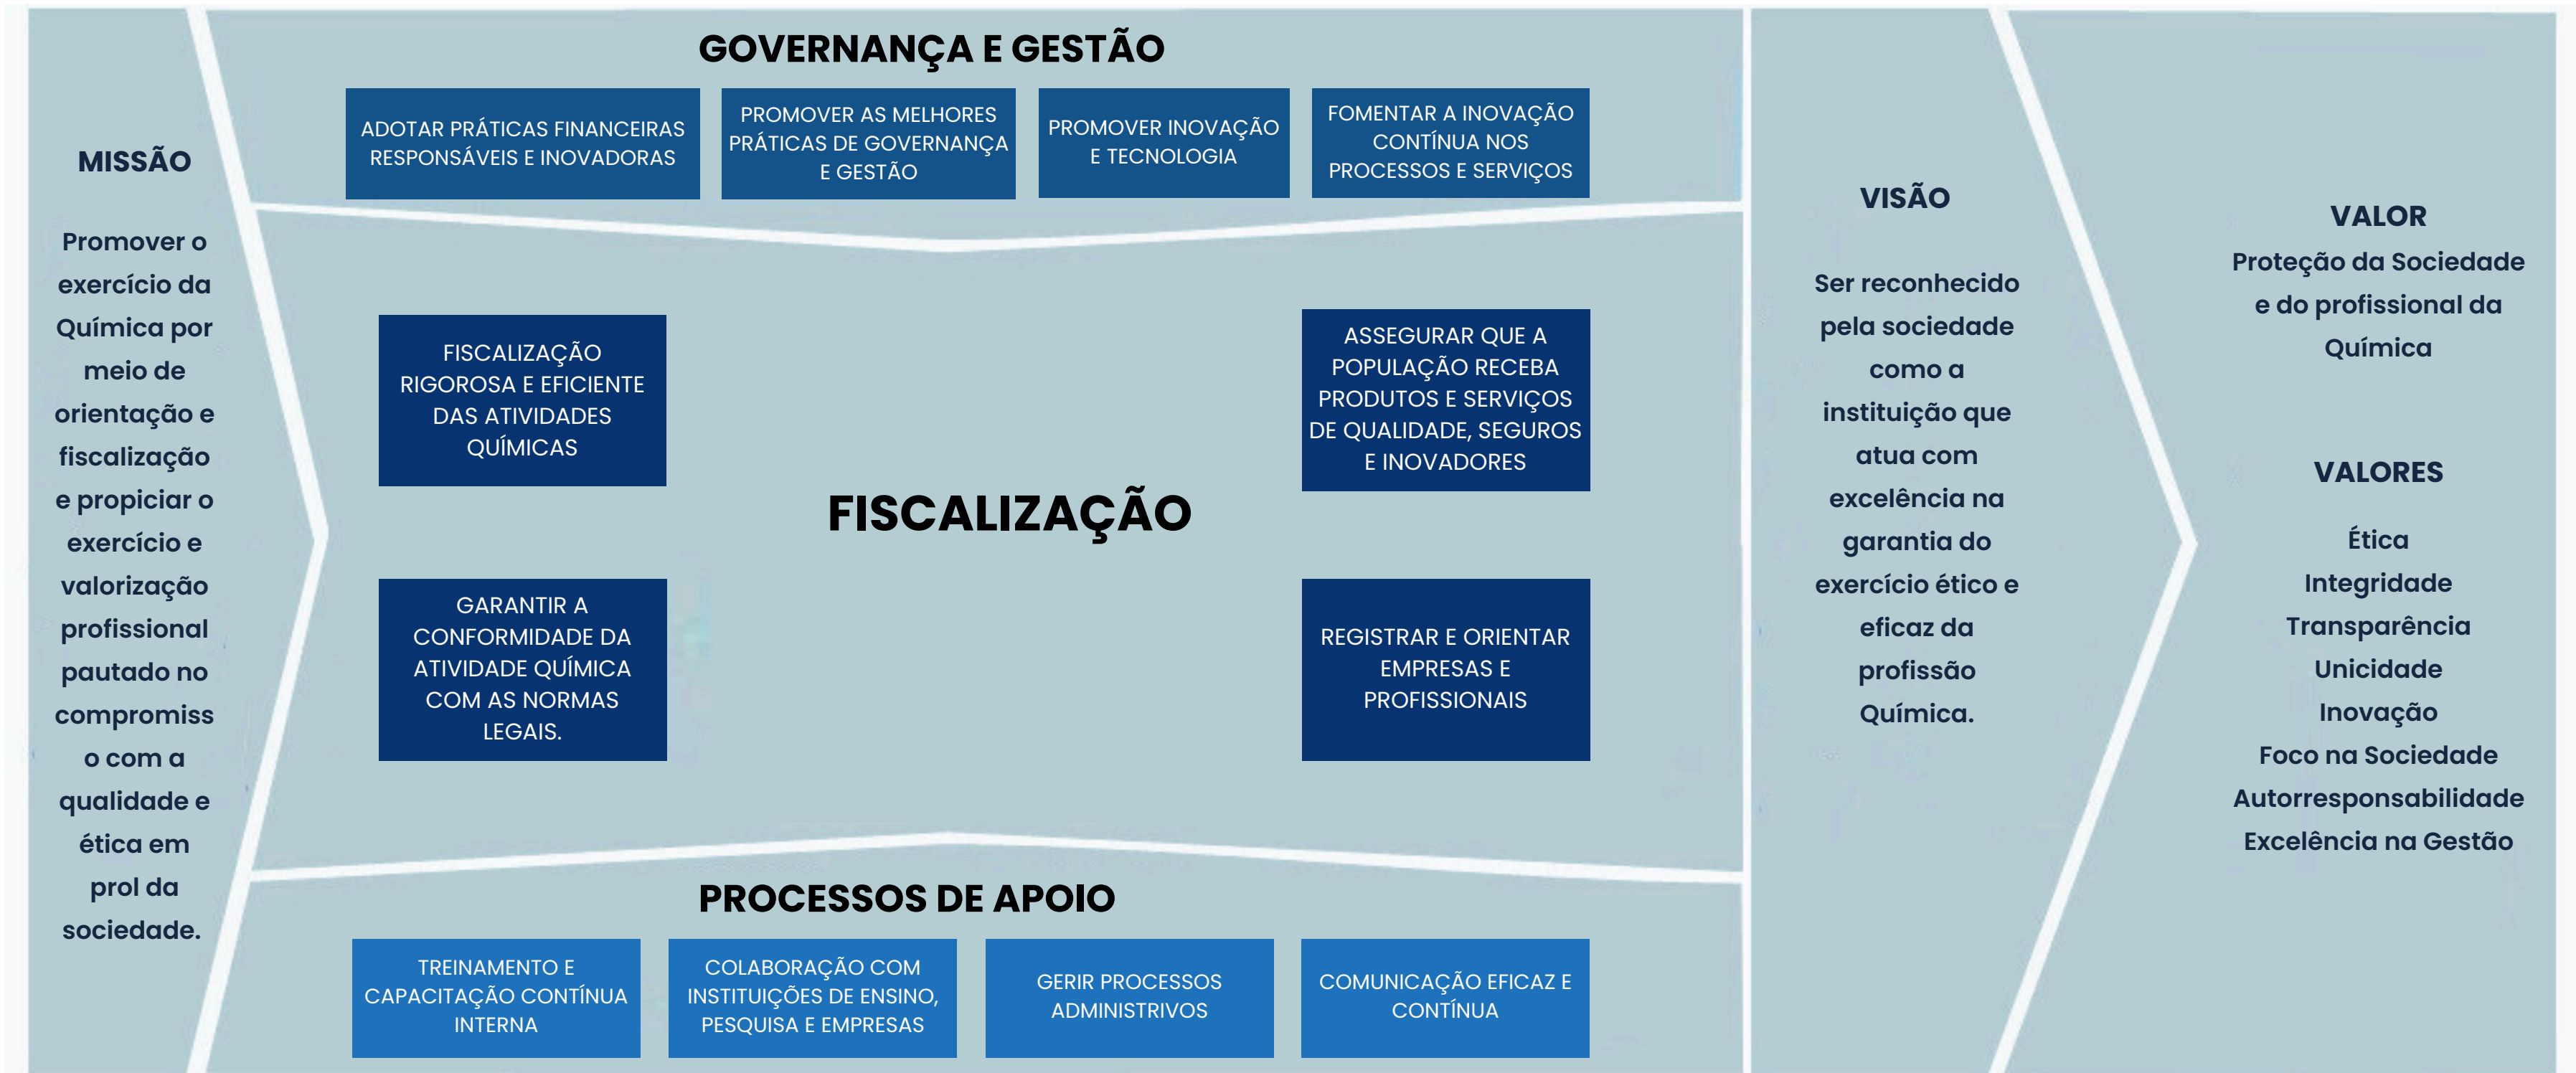 MISSÃO
Promover o
exercício da
Química por
meio de
orientação e
fiscalização
e propiciar o
exercício e
valorização
profissional
pautado no
compromiss
o com a
qualidade e
ética em
prol da
sociedade.
GOVERNANÇA E GESTÃO
ADOTAR PRÁTICAS FINANCEIRAS
RESPONSÁVEIS E INOVADORAS
PROMOVER AS MELHORES
PRÁTICAS DE GOVERNANÇA
E GESTÃO
PROMOVER INOVAÇÃO
E TECNOLOGIA
FOMENTAR A INOVAÇÃO
CONTÍNUA NOS
PROCESSOS E SERVIÇOS
FISCALIZAÇÃO
RIGOROSA E EFICIENTE
DAS ATIVIDADES
QUÍMICAS
ASSEGURAR QUE A
POPULAÇÃO RECEBA
PRODUTOS E SERVIÇOS
DE QUALIDADE, SEGUROS
E INOVADORES
FISCALIZAÇÃO
GARANTIR A
CONFORMIDADE DA
ATIVIDADE QUÍMICA
COM AS NORMAS
LEGAIS.
REGISTRAR E ORIENTAR
EMPRESAS E
PROFISSIONAIS
PROCESSOS DE APOIO
TREINAMENTO E
CAPACITAÇÃO CONTÍNUA
INTERNA
COLABORAÇÃO COM
INSTITUIÇÕES DE ENSINO,
PESQUISA E EMPRESAS
GERIR PROCESSOS
ADMINISTRIVOS
COMUNICAÇÃO EFICAZ E
CONTÍNUA
VISÃO
Ser reconhecido
pela sociedade
como a
instituição que
atua com
excelência na
garantia do
exercício ético e
eficaz da
profissão
Química.
VALOR
Proteção da Sociedade
e do profissional da
Química
VALORES
Ética
Integridade
Transparência
Unicidade
Inovação
Foco na Sociedade
Autorresponsabilidade
Excelência na Gestão